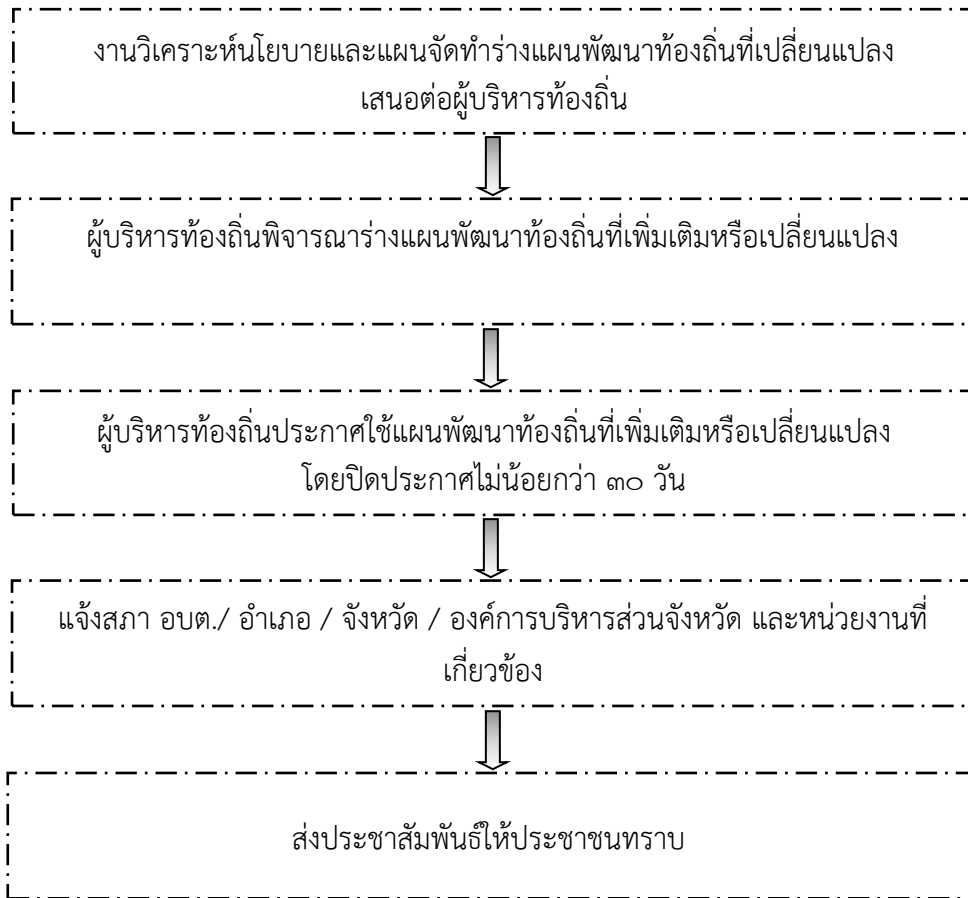 งานวิเคราะห์นโยบายและแผนจัดทำร่างแผนพัฒนาท้องถิ่นที่เปลี่ยนแปลง
เสนอต่อผู้บริหารท้องถิ่น
ผู้บริหารท้องถิ่นพิจารณาร่างแผนพัฒนาท้องถิ่นที่เพิ่มเติมหรือเปลี่ยนแปลง
ผู้บริหารท้องถิ่นประกาศใช้แผนพัฒนาท้องถิ่นที่เพิ่มเติมหรือเปลี่ยนแปลง
โดยปิดประกาศไม่น้อยกว่า ๓๐ วัน
แจ้งสภา อบต./ อำเภอ / จังหวัด / องค์การบริหารส่วนจังหวัด และหน่วยงานที่
เกี่ยวข้อง
ส่งประชาสัมพันธ์ให้ประชาชนทราบ